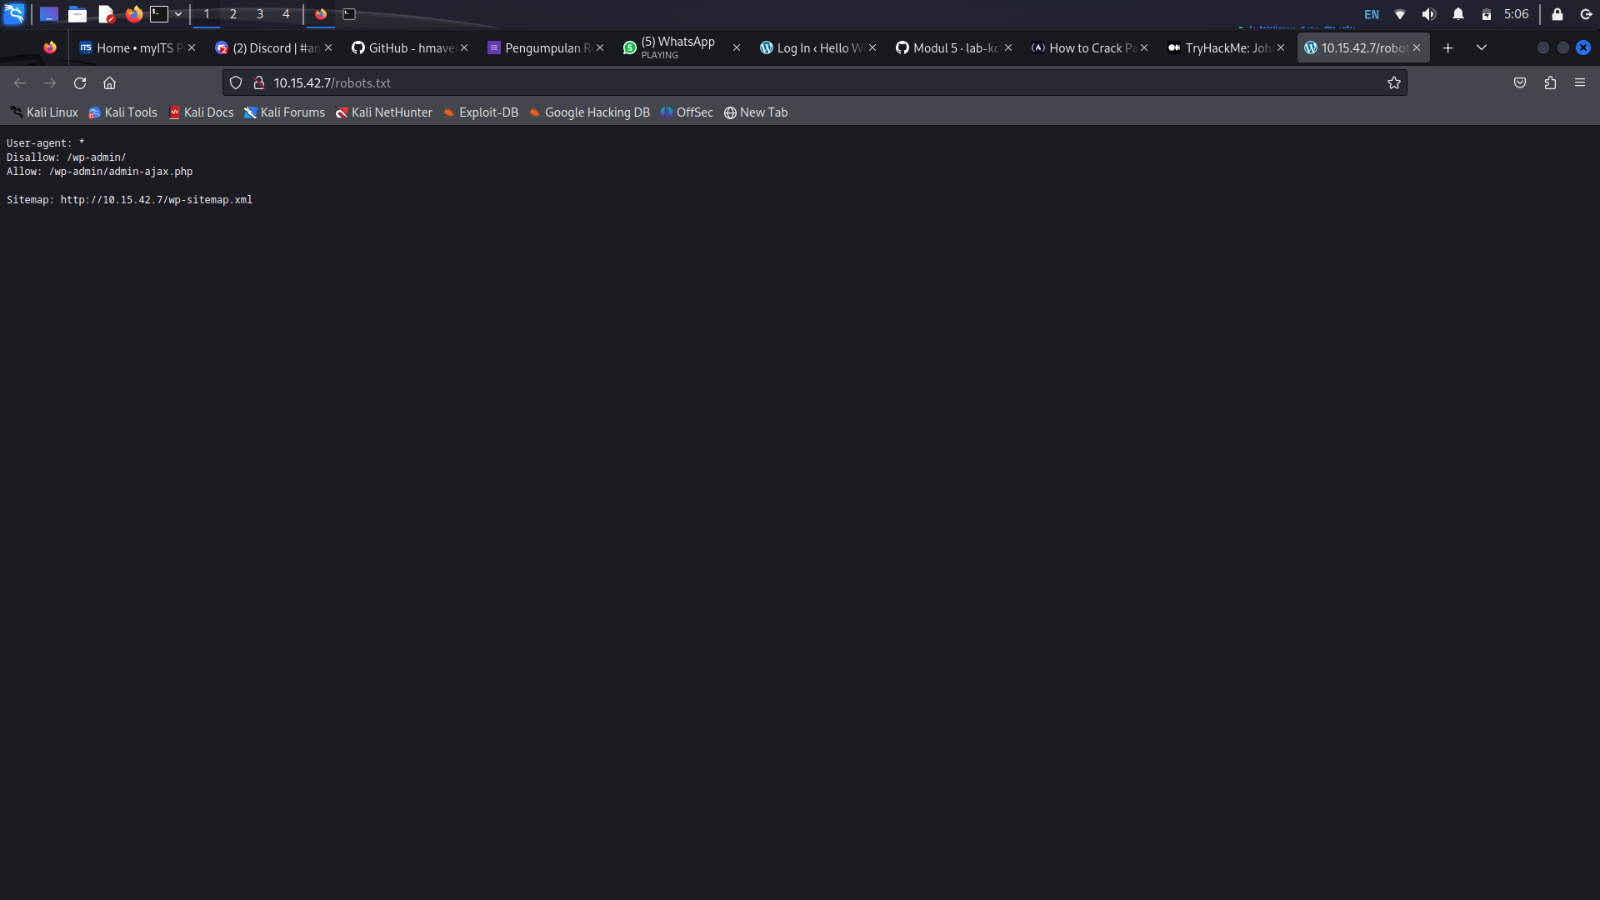 1 2 3 4
EN 5:06
Home • myITS P
(2) Discord | #an
GitHub - hmave
Pengumpulan R
(5) WhatsApp
PLAYING
Log In ‹ Hello W
Modul 5 · lab-kc
How to Crack Pa
TryHackMe: Joh
10.15.42.7/robot
10.15.42.7/robots.txt
Kali Linux
Kali Tools
Kali Docs
Kali Forums
Kali NetHunter
Exploit-DB
Google Hacking DB
OffSec
New Tab
User-agent: *
Disallow: /wp-admin/
Allow: /wp-admin/admin-ajax.php
Sitemap: http://10.15.42.7/wp-sitemap.xml